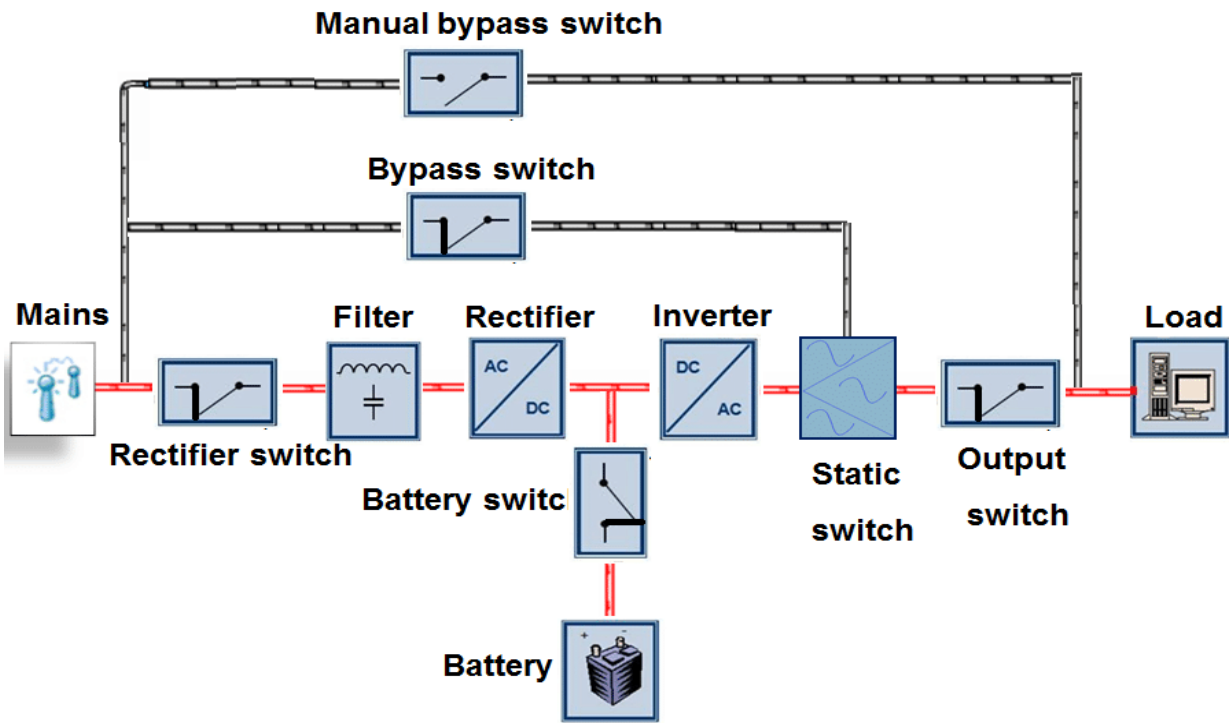 Manual bypass switch
Bypass switch
Mains
Filter
Rectifier
Inverter
Load
AC
DC
DC
AC
Rectifier switch
Battery switc
Static
switch
Output
switch
+ -
Battery